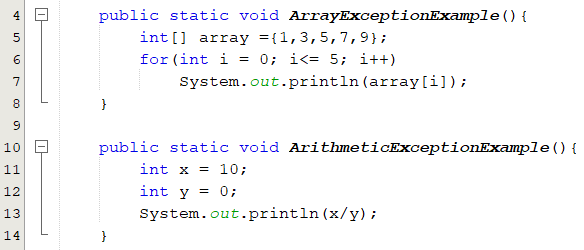 4 public static void ArrayExceptionExample(){
5 int[] array ={1,3,5,7,9};
6 for(int i = 0; i<= 5; i++)
7 System.out.println(array[i]);
8 }
9
10 public static void ArithmeticExceptionExample(){
11 int x = 10;
12 int y = 0;
13 System.out.println(x/y);
14 }